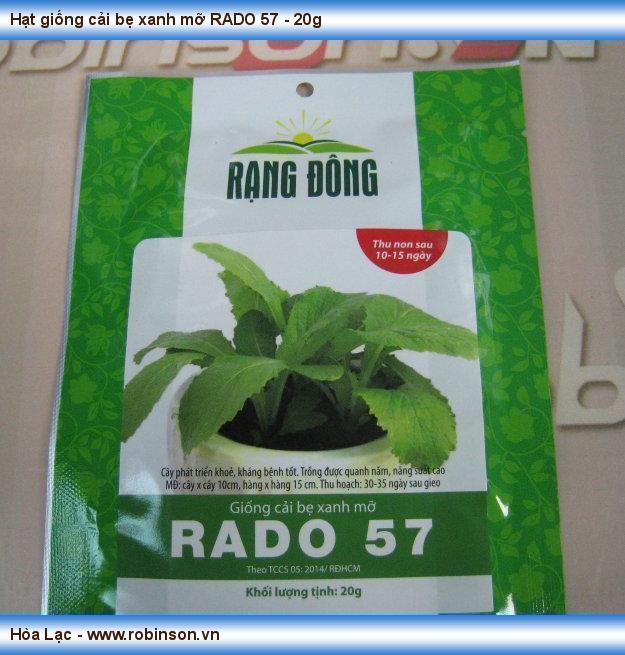 Hạt giống cải bẹ xanh mỡ RADO 57 - 20g
RẠNG ĐÔNG
Thu non sau
10-15 ngày
Cây phát triển khoẻ, kháng bệnh tốt. Trồng được quanh năm, năng suất cao
MĐ: cây x cây 10cm, hàng x hàng 15 cm. Thu hoạch: 30-35 ngày sau gieo
Giống cải bẹ xanh mỡ
RADO 57
Theo TCCS 05: 2014/ RĐHCM
Khối lượng tịnh: 20g
Hòa Lạc - www.robinson.vn